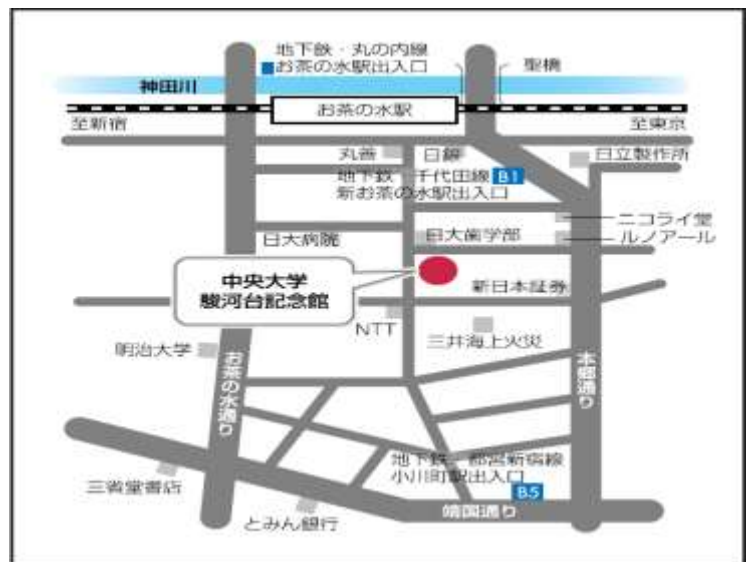 地下鉄・丸の内線
お茶の水駅出入口
聖橋
神田川
お茶の水駅
至新宿
至東京
丸善
日銀
日立製作所
地下鉄・千代田線 B1
新お茶の水駅出入口
ニコライ堂
日大病院
日大歯学部
ルノアール
中央大学
駿河台記念館
新日本証券
NTT
三井海上火災
明治大学
お茶の水通り
本郷通り
地下鉄・都営新宿線
小川町駅出入口
B5
三省堂書店
とみん銀行
靖国通り